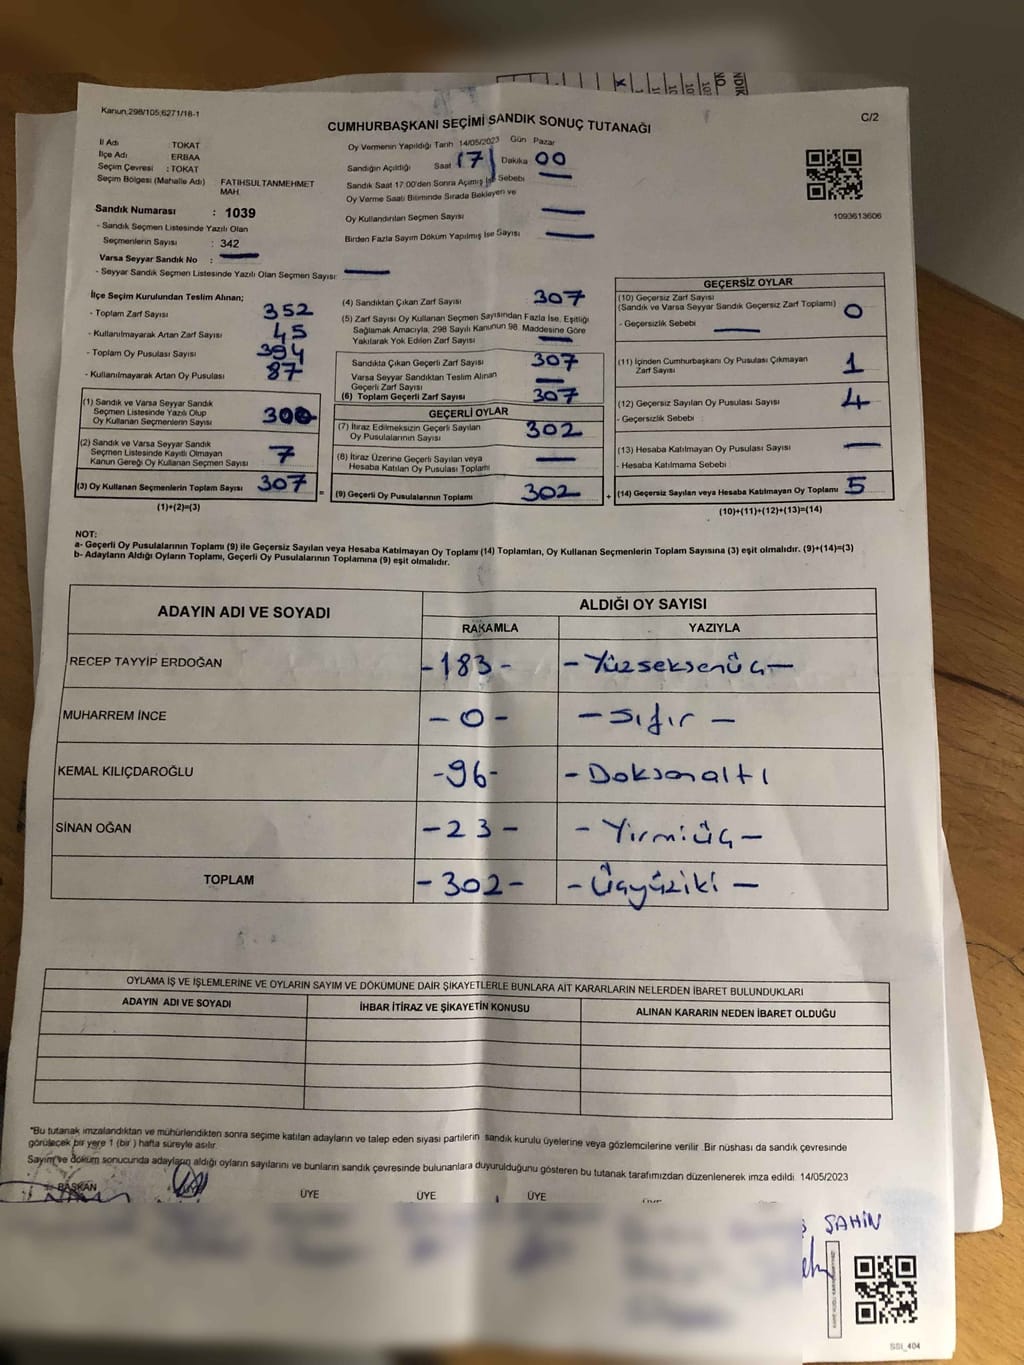 Kanun.298/105;6271/18-1
C/2
CUMHURBAŞKANI SEÇİMİ SANDIK SONUÇ TUTANAĞI
İl Adı : TOKAT
İlçe Adı : ERBAA
Seçim Çevresi : TOKAT
Seçim Bölgesi (Mahalle Adı) : FATIHSULTANMEHMET MAH.
Sandık Numarası : 1039
- Sandık Seçmen Listesinde Yazılı Olan
Seçmenlerin Sayısı : 342
Varsa Seyyar Sandık No :
- Seyyar Sandık Seçmen Listesinde Yazılı Olan Seçmen Sayısı:
Oy Vermenin Yapıldığı Tarih 14/05/2023 Gün Pazar
Sandığın Açıldığı Saat 17 Dakika 00
Sandık Saat 17:00'den Sonra Açımış İse Sebebi
Oy Verme Saati Bitiminde Sırada Bekleyen ve
Oy Kullandırılan Seçmen Sayısı
Birden Fazla Sayım Döküm Yapılmış İse Sayısı
1093613606
İlçe Seçim Kurulundan Teslim Alınan;
- Toplam Zarf Sayısı 352
- Kullanılmayarak Artan Zarf Sayısı 45
- Toplam Oy Pusulası Sayısı 394
- Kullanılmayarak Artan Oy Pusulası 87
(1) Sandık ve Varsa Seyyar Sandık
Seçmen Listesinde Yazılı Olup
Oy Kullanan Seçmenlerin Sayısı 300
(2) Sandık ve Varsa Seyyar Sandık
Seçmen Listesinde Kayıtlı Olmayan
Kanun Gereği Oy Kullanan Seçmen Sayısı 7
(3) Oy Kullanan Seçmenlerin Toplam Sayısı 307
(1)+(2)=(3)
(4) Sandıktan Çıkan Zarf Sayısı 307
(5) Zarf Sayısı Oy Kullanan Seçmen Sayısından Fazla İse, Eşitliği
Sağlamak Amacıyla, 298 Sayılı Kanunun 98. Maddesine Göre
Yakılarak Yok Edilen Zarf Sayısı
Sandıkta Çıkan Geçerli Zarf Sayısı 307
Varsa Seyyar Sandıktan Teslim Alınan
Geçerli Zarf Sayısı
(6) Toplam Geçerli Zarf Sayısı 307
GEÇERLİ OYLAR
(7) İtiraz Edilmeksizin Geçerli Sayılan
Oy Pusulalarının Sayısı 302
(8) İtiraz Üzerine Geçerli Sayılan veya
Hesaba Katılan Oy Pusulası Toplamı
= (9) Geçerli Oy Pusulalarının Toplamı 302 +
GEÇERSİZ OYLAR
(10) Geçersiz Zarf Sayısı
(Sandık ve Varsa Seyyar Sandık Geçersiz Zarf Toplamı) 0
- Geçersizlik Sebebi
(11) İçinden Cumhurbaşkanı Oy Pusulası Çıkmayan
Zarf Sayısı 1
(12) Geçersiz Sayılan Oy Pusulası Sayısı 4
- Geçersizlik Sebebi
(13) Hesaba Katılmayan Oy Pusulası Sayısı
- Hesaba Katılmama Sebebi
(14) Geçersiz Sayılan veya Hesaba Katılmayan Oy Toplamı 5
(10)+(11)+(12)+(13)=(14)
NOT:
a- Geçerli Oy Pusulalarının Toplamı (9) ile Geçersiz Sayılan veya Hesaba Katılmayan Oy Toplamı (14) Toplamları, Oy Kullanan Seçmenlerin Toplam Sayısına (3) eşit olmalıdır. (9)+(14)=(3)
b- Adayların Aldığı Oyların Toplamı, Geçerli Oy Pusulalarının Toplamına (9) eşit olmalıdır.
ADAYIN ADI VE SOYADI ALDIĞI OY SAYISI
RAKAMLA YAZIYLA
RECEP TAYYİP ERDOĞAN -183- -Yüzseksenüç-
MUHARREM İNCE -0- -Sıfır-
KEMAL KILIÇDAROĞLU -96- -Doksanaltı
SİNAN OĞAN -23- -Yirmiüç-
TOPLAM -302- -Üçyüziki-
OYLAMA İŞ VE İŞLEMLERİNE VE OYLARIN SAYIM VE DÖKÜMÜNE DAİR ŞİKAYETLERLE BUNLARA AİT KARARLARIN NELERDEN İBARET BULUNDUKLARI
ADAYIN ADI VE SOYADI İHBAR İTİRAZ VE ŞİKAYETİN KONUSU ALINAN KARARIN NEDEN İBARET OLDUĞU
*Bu tutanak imzalandıktan ve mühürlendikten sonra seçime katılan adayların ve talep eden siyasi partilerin sandık kurulu üyelerine veya gözlemcilerine verilir. Bir nüshası da sandık çevresinde
görülecek bir yere 1 (bir) hafta süreyle asılır.
Sayım ve döküm sonucunda adayların aldığı oyların sayılarını ve bunların sandık çevresinde bulunanlara duyurulduğunu gösteren bu tutanak tarafımızdan düzenlenerek imza edildi 14/05/2023
BAŞKAN ÜYE ÜYE ÜYE ÜYE
ŞAHİN
SSI_404